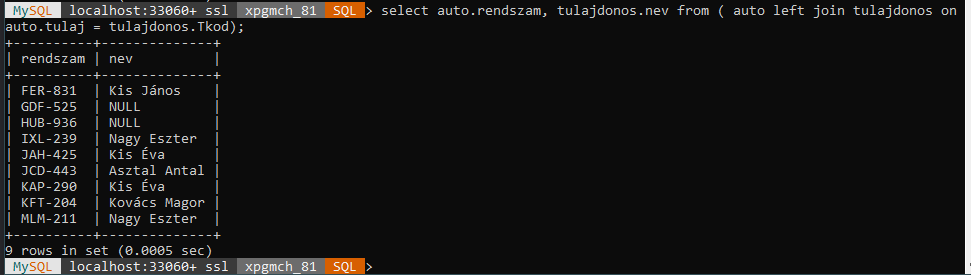 MySQL localhost:33060+ ssl xpgmch_81 SQL> select auto.rendszam, tulajdonos.nev from ( auto left join tulajdonos on
auto.tulaj = tulajdonos.Tkod);
+----------+--------------+
| rendszam | nev          |
+----------+--------------+
| FER-831  | Kis János    |
| GDF-525  | NULL         |
| HUB-936  | NULL         |
| IXL-239  | Nagy Eszter  |
| JAH-425  | Kis Éva      |
| JCD-443  | Asztal Antal |
| KAP-290  | Kis Éva      |
| KFT-204  | Kovács Magor |
| MLM-211  | Nagy Eszter  |
+----------+--------------+
9 rows in set (0.0005 sec)
MySQL localhost:33060+ ssl xpgmch_81 SQL>